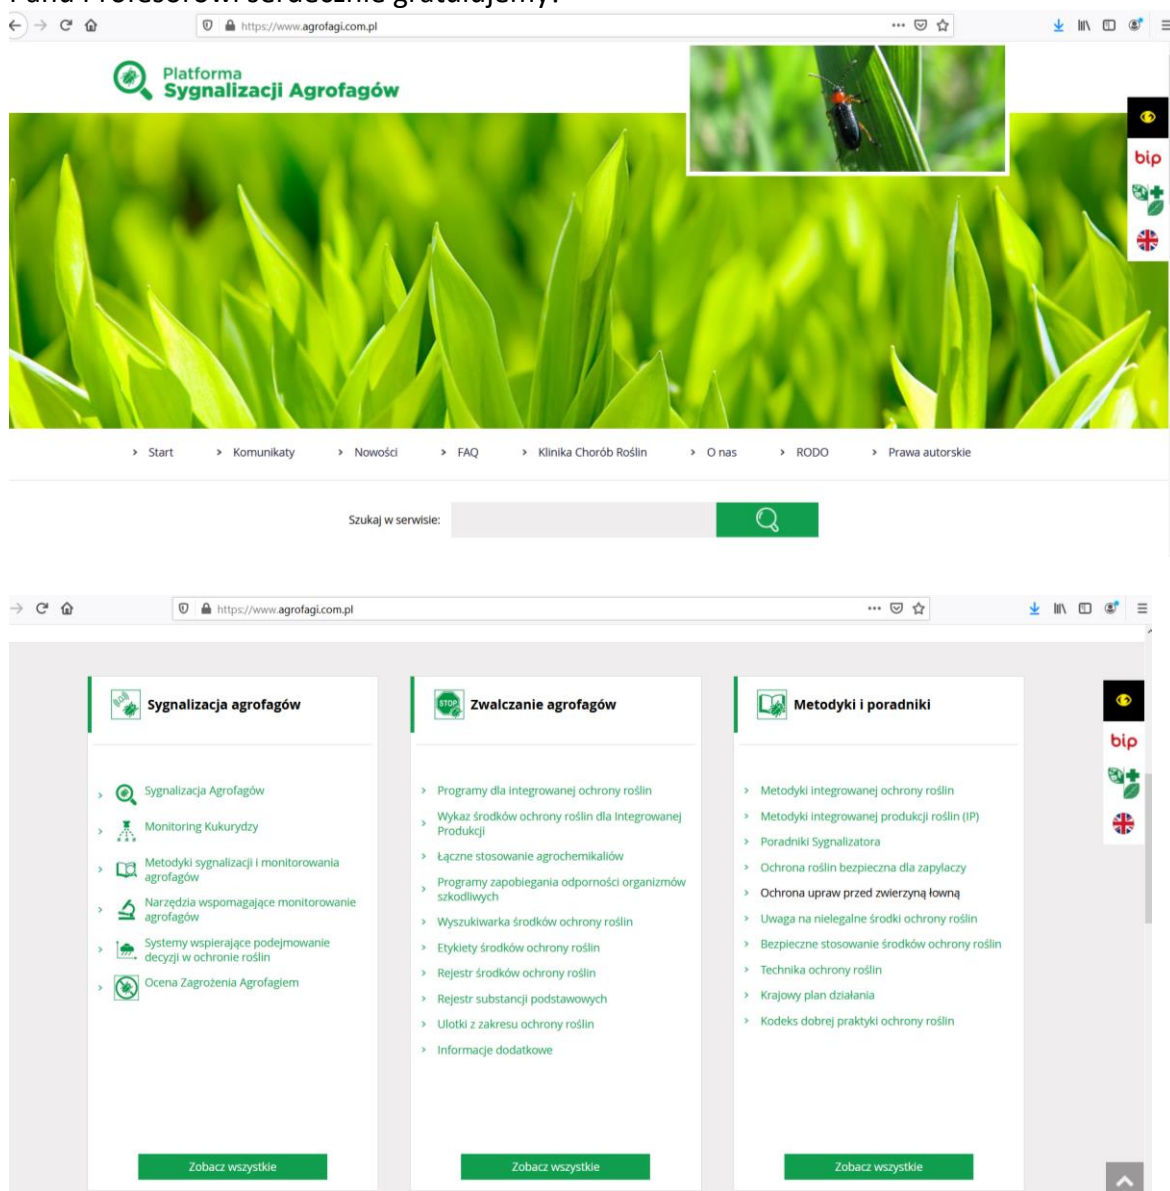 Panu Profesorowi serdecznie gratulujemy!
https://www.agrofagi.com.pl
Platforma
Sygnalizacji Agrofagów
bip
Start
Komunikaty
Nowości
FAQ
Klinika Chorób Roślin
O nas
RODO
Prawa autorskie
Szukaj w serwisie:
https://www.agrofagi.com.pl
Sygnalizacja agrofagów
Sygnalizacja Agrofagów
Monitoring Kukurydzy
Metodyki sygnalizacji i monitorowania
agrofagów
Narzędzia wspomagające monitorowanie
agrofagów
Systemy wspierające podejmowanie
decyzji w ochronie roślin
Ocena Zagrożenia Agrofagiem
Zobacz wszystkie
STOP
Zwalczanie agrofagów
Programy dla integrowanej ochrony roślin
Wykaz środków ochrony roślin dla Integrowanej
Produkcji
Łączne stosowanie agrochemikaliów
Programy zapobiegania odporności organizmów
szkodliwych
Wyszukiwarka środków ochrony roślin
Etykiety środków ochrony roślin
Rejestr środków ochrony roślin
Rejestr substancji podstawowych
Ulotki z zakresu ochrony roślin
Informacje dodatkowe
Zobacz wszystkie
Metodyki i poradniki
Metodyki integrowanej ochrony roślin
Metodyki integrowanej produkcji roślin (IP)
Poradniki Sygnalizatora
Ochrona roślin bezpieczna dla zapylaczy
Ochrona upraw przed zwierzyną łowną
Uwaga na nielegalne środki ochrony roślin
Bezpieczne stosowanie środków ochrony roślin
Technika ochrony roślin
Krajowy plan działania
Kodeks dobrej praktyki ochrony roślin
Zobacz wszystkie
bip